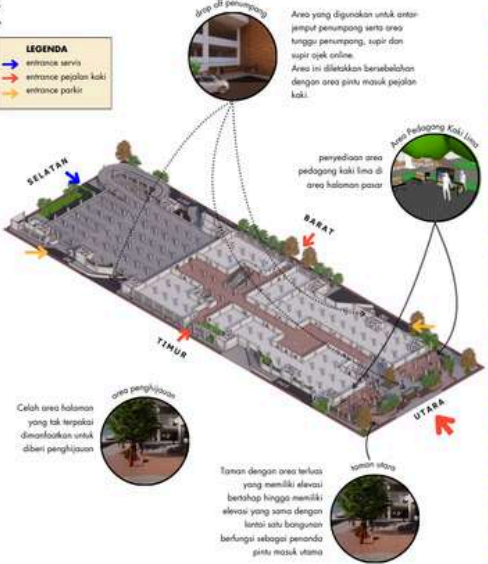 LEGENDA
entrance servis
entrance pejalan kaki
entrance parkir
drop off penumpang
Area yang digunakan untuk antar-
jemput penumpang serta area
tunggu penumpang, supir dan
supir ojek online.
Area ini diletakkan bersebelahan
dengan area pintu masuk pejalan
kaki.
Area Pedagang Kaki Lima
penyediaan area
pedagang kaki lima di
area halaman pasar
SELATAN
BARAT
TIMUR
UTARA
area penghijauan
Celah area halaman
yang tak terpakai
dimanfaatkan untuk
diberi penghijauan
taman utara
Taman dengan area terluas
yang memiliki elevasi
bertahap hingga memiliki
elevasi yang sama dengan
lantai satu bangunan
berfungsi sebagai penanda
pintu masuk utama